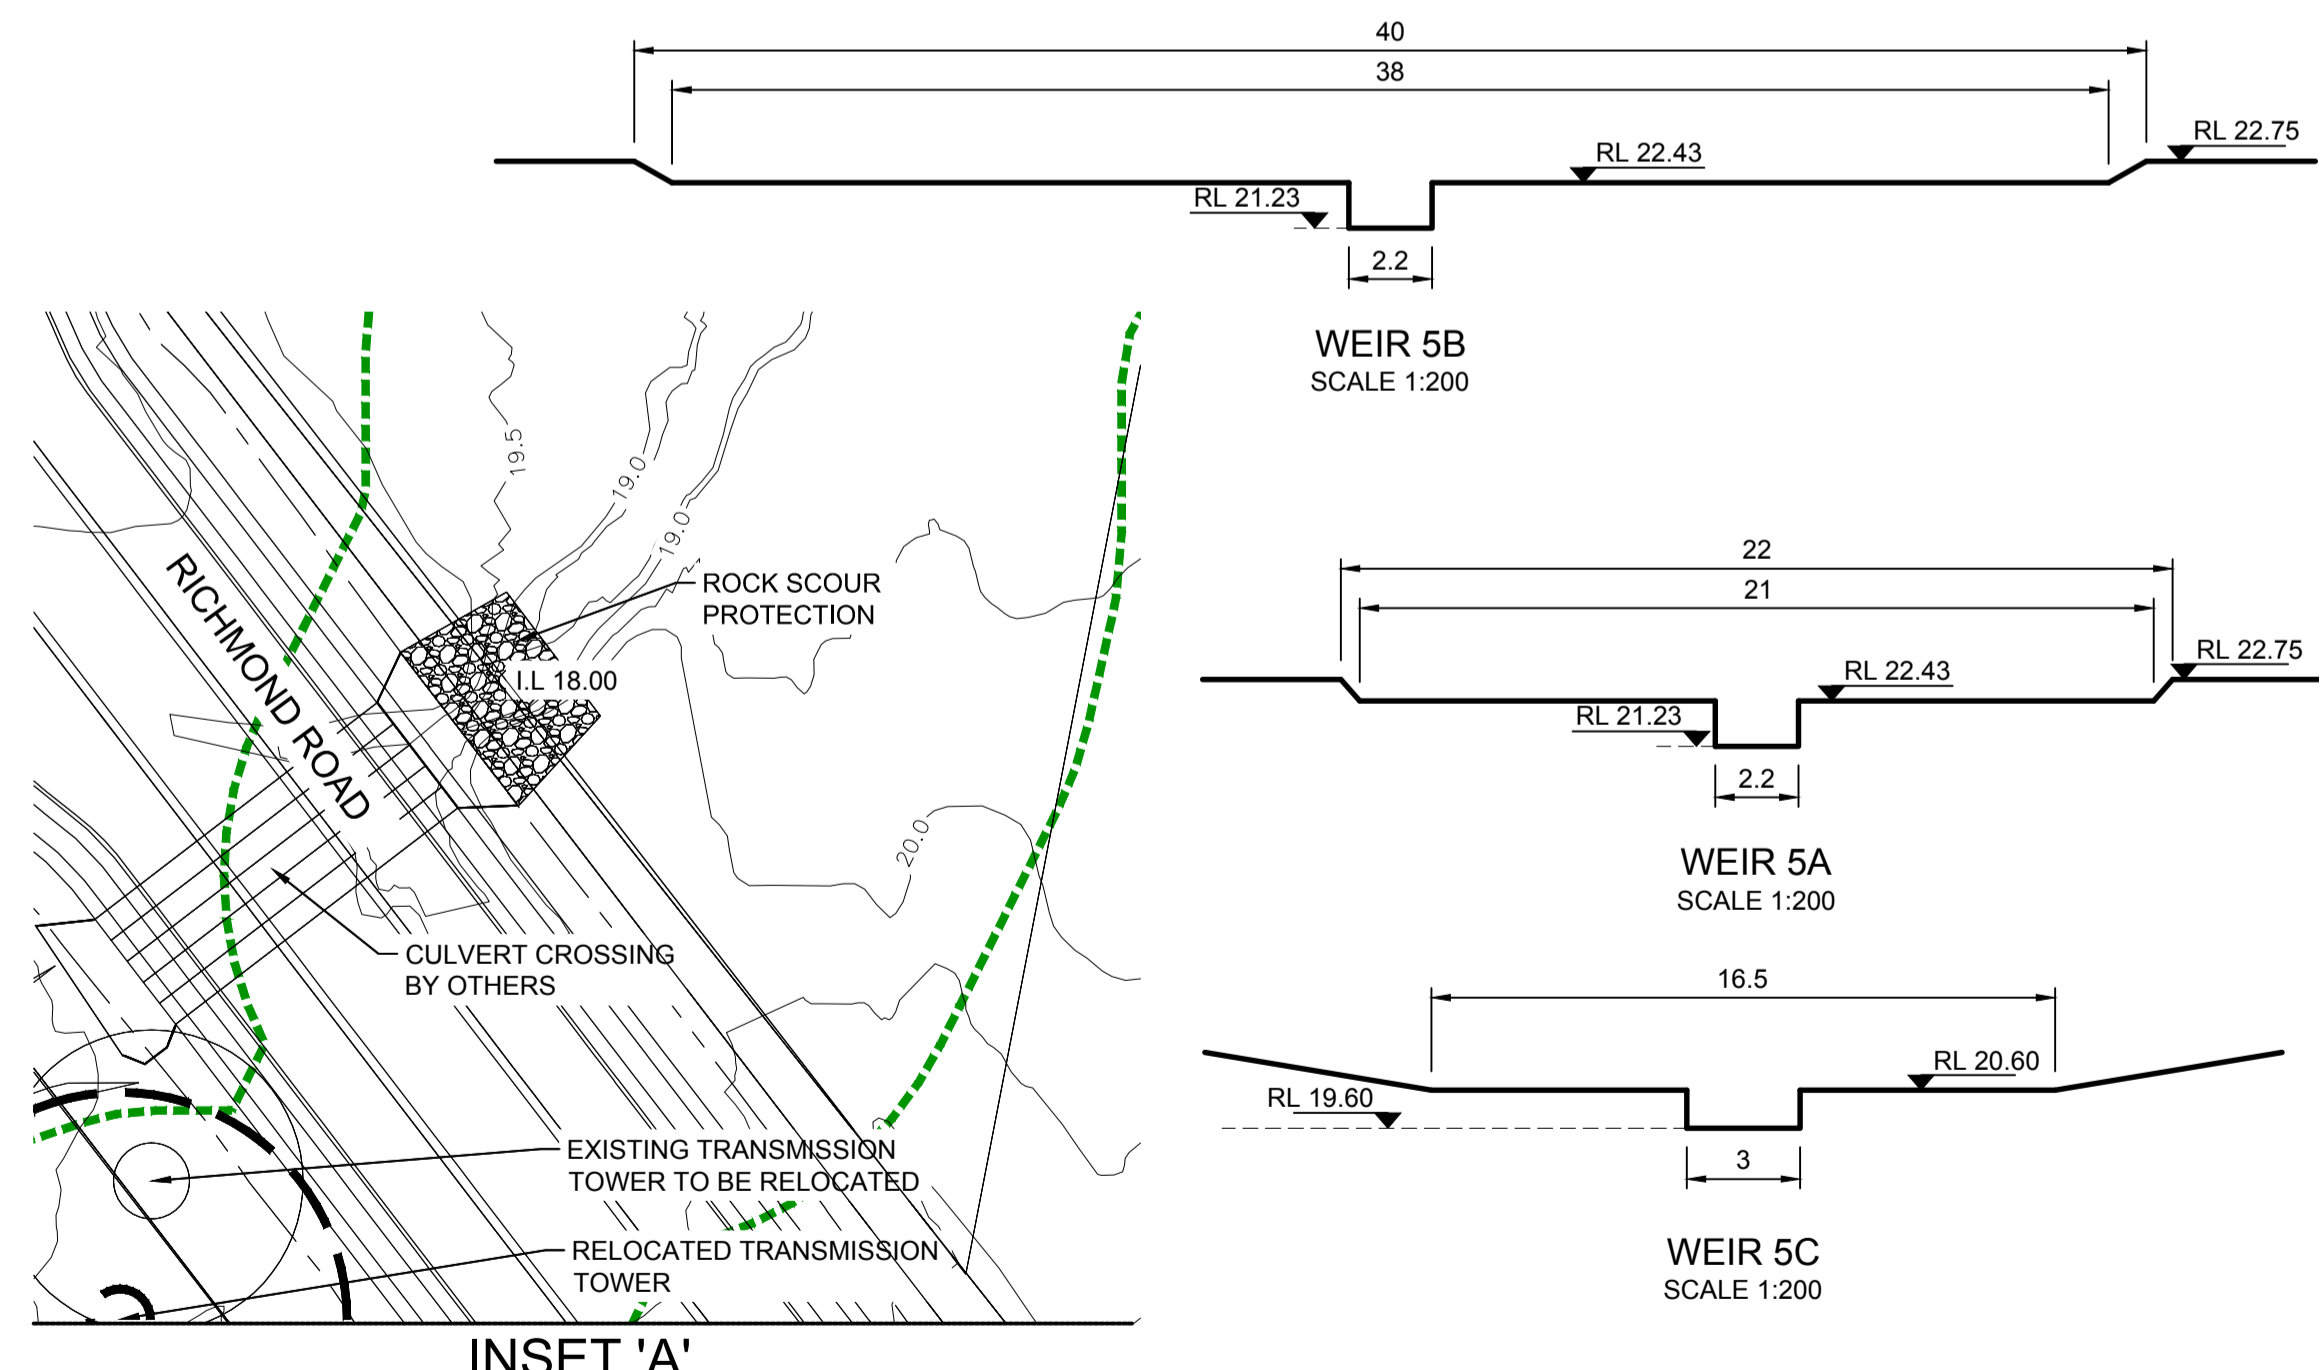 40
38
RL 22.75
RL 22.43
RL 21.23
2.2
WEIR 5B
SCALE 1:200
19.5
19.0
19.0
ROCK SCOUR
PROTECTION
I.L 18.00
RICHMOND ROAD
20.0
CULVERT CROSSING
BY OTHERS
EXISTING TRANSMISSION
TOWER TO BE RELOCATED
RELOCATED TRANSMISSION
TOWER
INSET 'A'
22
21
RL 22.75
RL 22.43
RL 21.23
2.2
WEIR 5A
SCALE 1:200
16.5
RL 20.60
RL 19.60
3
WEIR 5C
SCALE 1:200